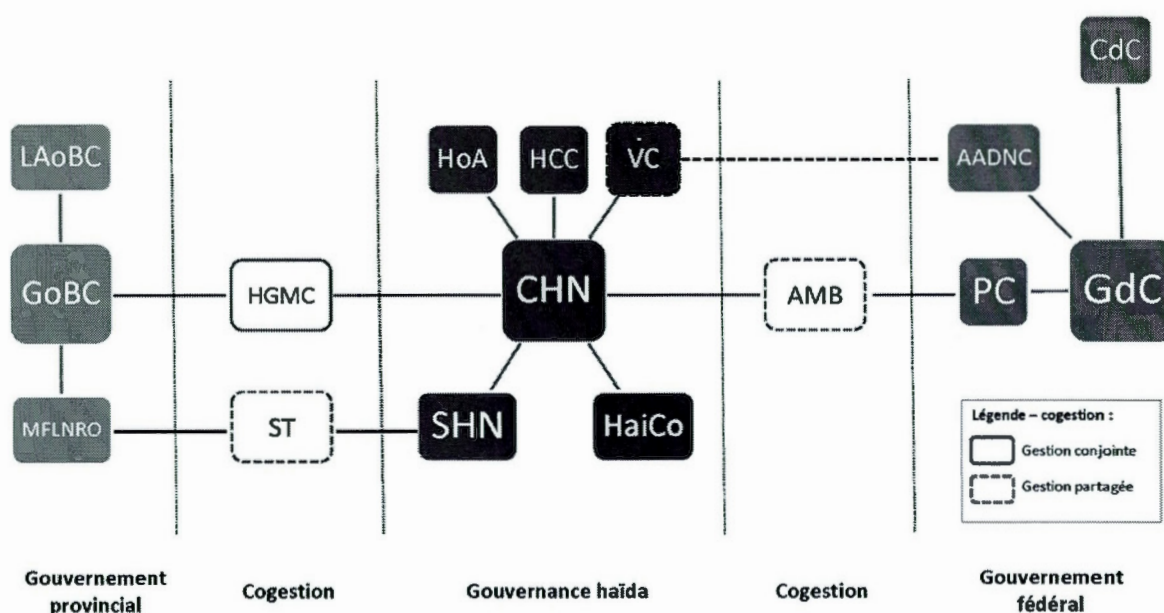 CdC
LAoBC
HoA
HCC
VC
AADNC
GoBC
HGMC
CHN
AMB
PC
GdC
MFLNRO
ST
SHN
HaiCo
Légende – cogestion :
Gestion conjointe
Gestion partagée
Gouvernement
provincial
Cogestion
Gouvernance haïda
Cogestion
Gouvernement
fédéral